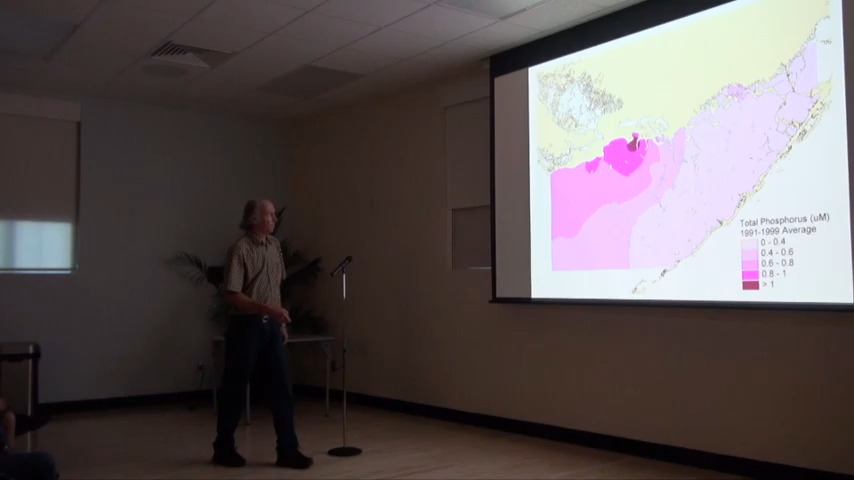 Total Phosphorus (uM)
1991-1999 Average
0 - 0.4
0.4 - 0.6
0.6 - 0.8
0.8 - 1
> 1